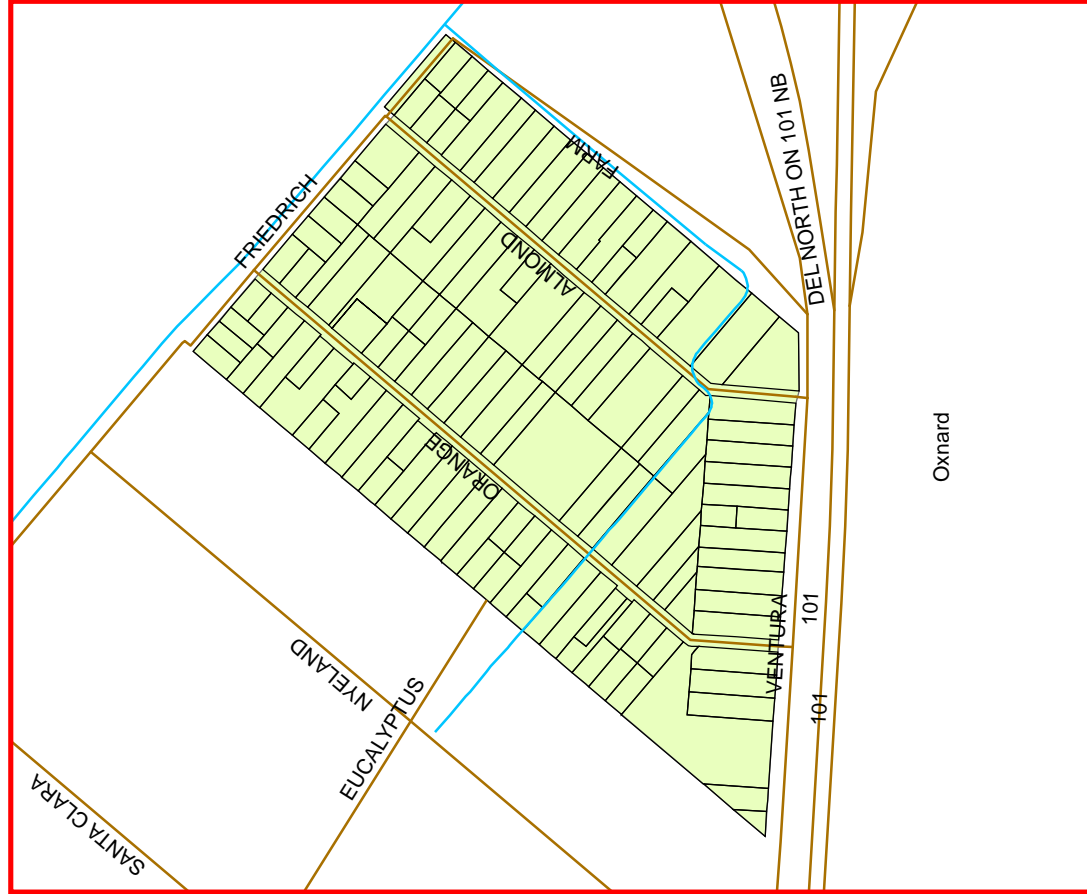 DEL NORTH ON 101 NB
FARM
FRIEDRICH
ALMOND
ORANGE
Oxnard
VENTURA
101
101
NYELAND
EUCALYPTUS
SANTA CLARA